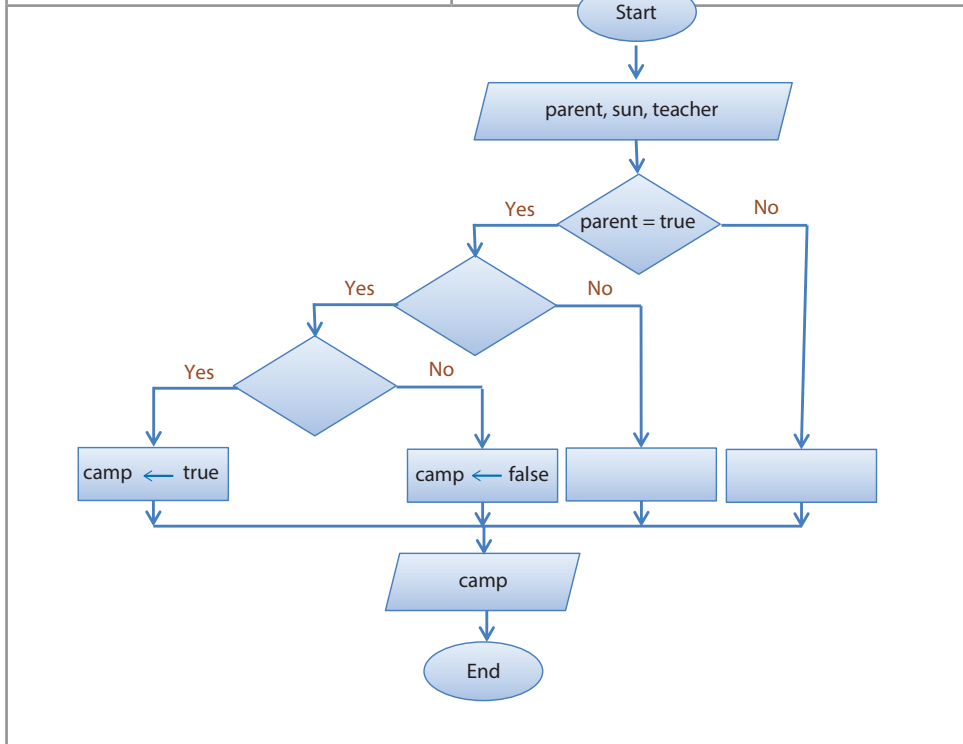 Start
parent, sun, teacher
Yes
parent = true
No
Yes
No
Yes
No
camp ← true
camp ← false
camp
End